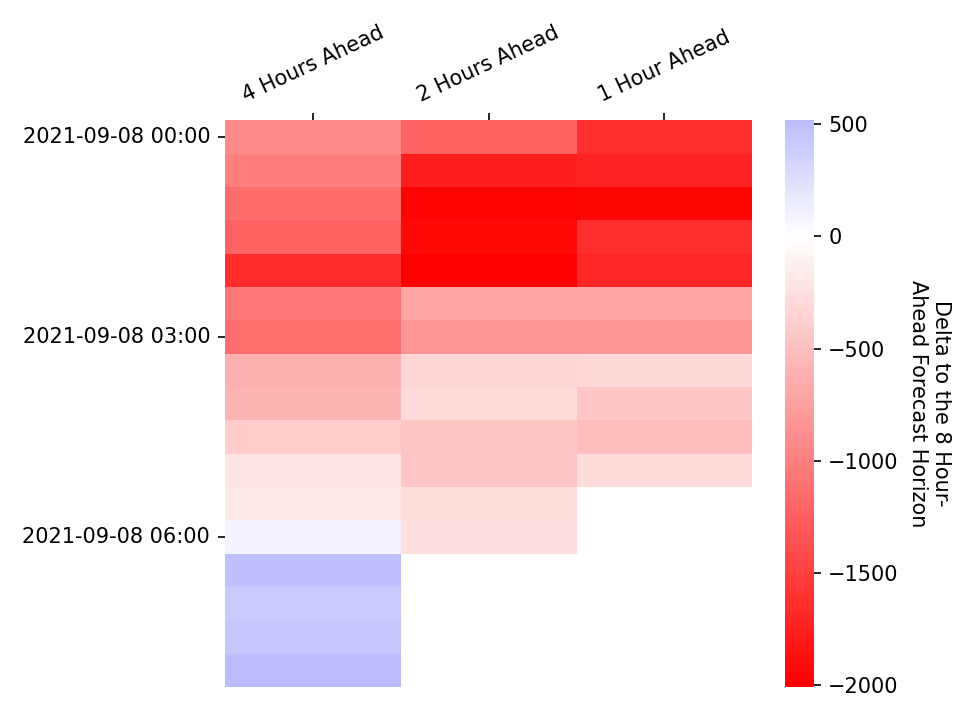 4 Hours Ahead
2 Hours Ahead
1 Hour Ahead
2021-09-08 00:00
2021-09-08 03:00
2021-09-08 06:00
500
0
−500
−1000
−1500
−2000
Delta to the 8 Hour-
Ahead Forecast Horizon